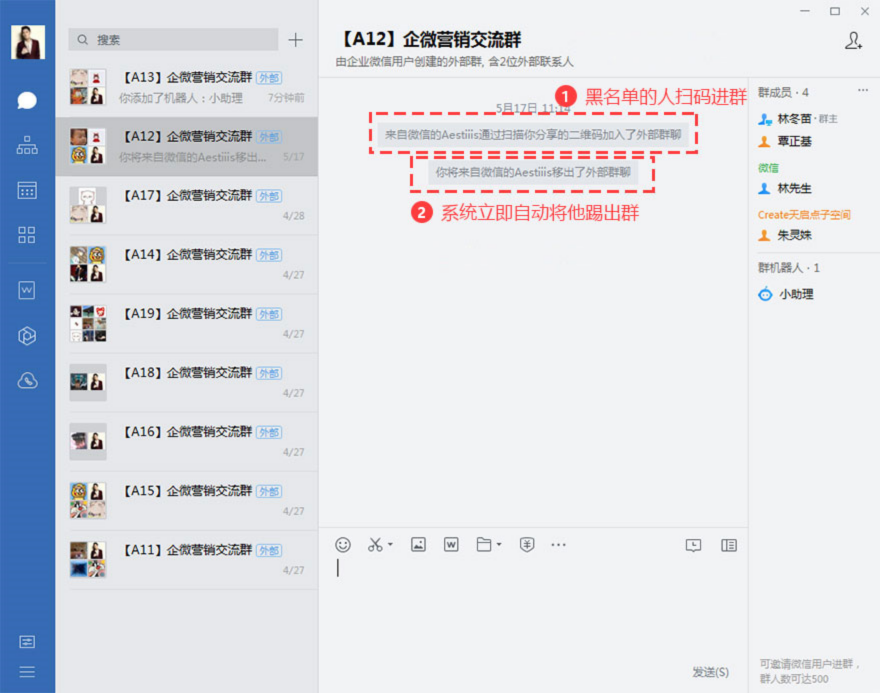 搜索
【A13】企微营销交流群 外部
你添加了机器人：小助理 7分钟前
【A12】企微营销交流群 外部
你将来自微信的Aestiiis移出... 5/17
【A17】企微营销交流群 外部
4/28
【A14】企微营销交流群 外部
4/27
【A19】企微营销交流群 外部
4/27
【A18】企微营销交流群 外部
4/27
【A16】企微营销交流群 外部
4/27
【A15】企微营销交流群 外部
4/27
【A11】企微营销交流群 外部
4/27
【A12】企微营销交流群
由企业微信用户创建的外部群, 含2位外部联系人
5月17日 11:14
1 黑名单的人扫码进群
来自微信的Aestiiis通过扫描你分享的二维码加入了外部群聊
你将来自微信的Aestiiis移出了外部群聊
2 系统立即自动将他踢出群
发送(S)
群成员 · 4
林冬苗 · 群主
覃正基
微信
林先生
Create天启点子空间
朱灵姝
群机器人 · 1
小助理
可邀请微信用户进群，
群人数可达500